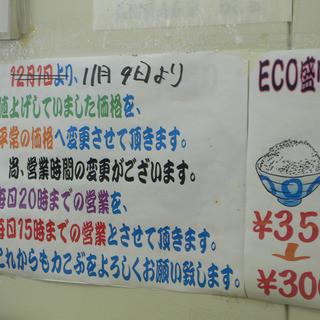 12月1日より、11月9日より
値上げしていました価格を、
平常の価格へ変更させて頂きます。
尚、営業時間の変更がございます。
毎日20時までの営業を、
毎日15時までの営業とさせて頂きます。
これからもカこぶをよろしくお願い致します。
ECO盛
¥35
¥300